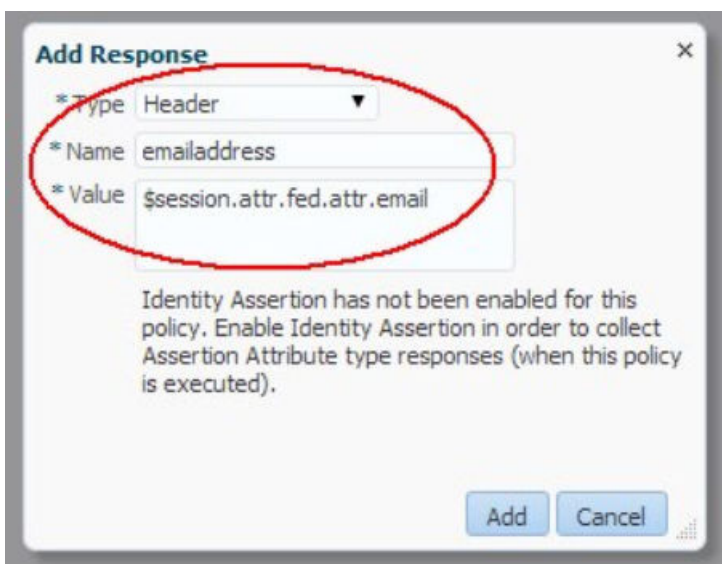 Add Response
* Type Header
* Name emailaddress
* Value $session.attr.fed.attr.email
Identity Assertion has not been enabled for this
policy. Enable Identity Assertion in order to collect
Assertion Attribute type responses (when this policy
is executed).
Add Cancel